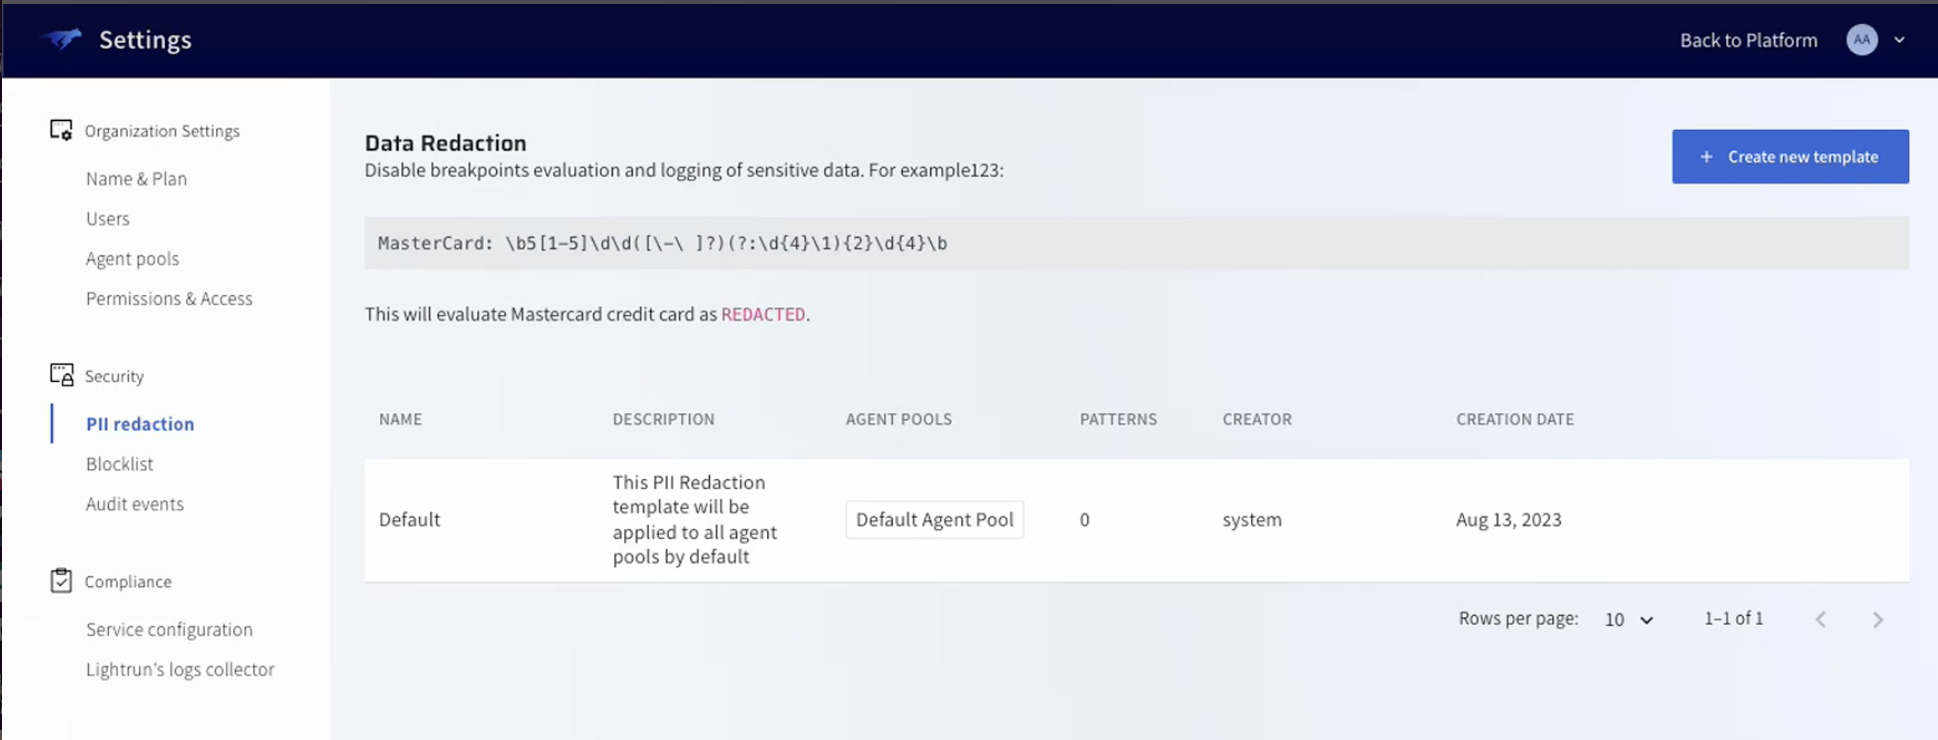 Settings
Back to Platform
AA
Organization Settings
Name & Plan
Users
Agent pools
Permissions & Access
Security
PII redaction
Blocklist
Audit events
Compliance
Service configuration
Lightrun's logs collector
Data Redaction
Disable breakpoints evaluation and logging of sensitive data. For example123:
+ Create new template
MasterCard: \b5[1-5]\d\d([\-\ ]?)(?:\d{4}\1){2}\d{4}\b
This will evaluate Mastercard credit card as REDACTED.
NAME DESCRIPTION AGENT POOLS PATTERNS CREATOR CREATION DATE
Default
This PII Redaction
template will be
applied to all agent
pools by default
Default Agent Pool
0
system
Aug 13, 2023
Rows per page: 10 1–1 of 1